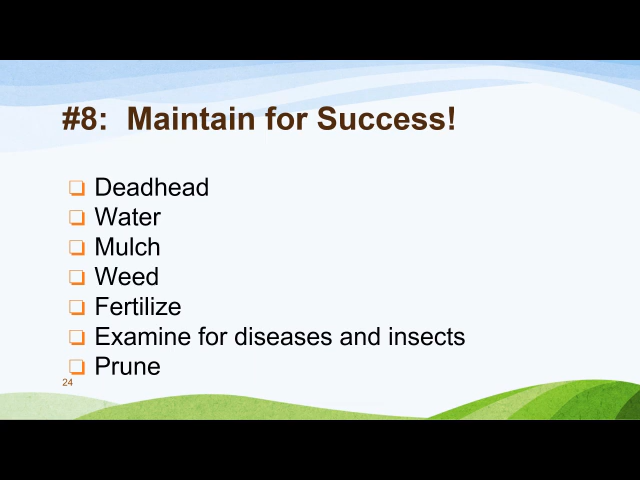 #8:  Maintain for Success!
❑ Deadhead
❑ Water
❑ Mulch
❑ Weed
❑ Fertilize
❑ Examine for diseases and insects
❑ Prune
24